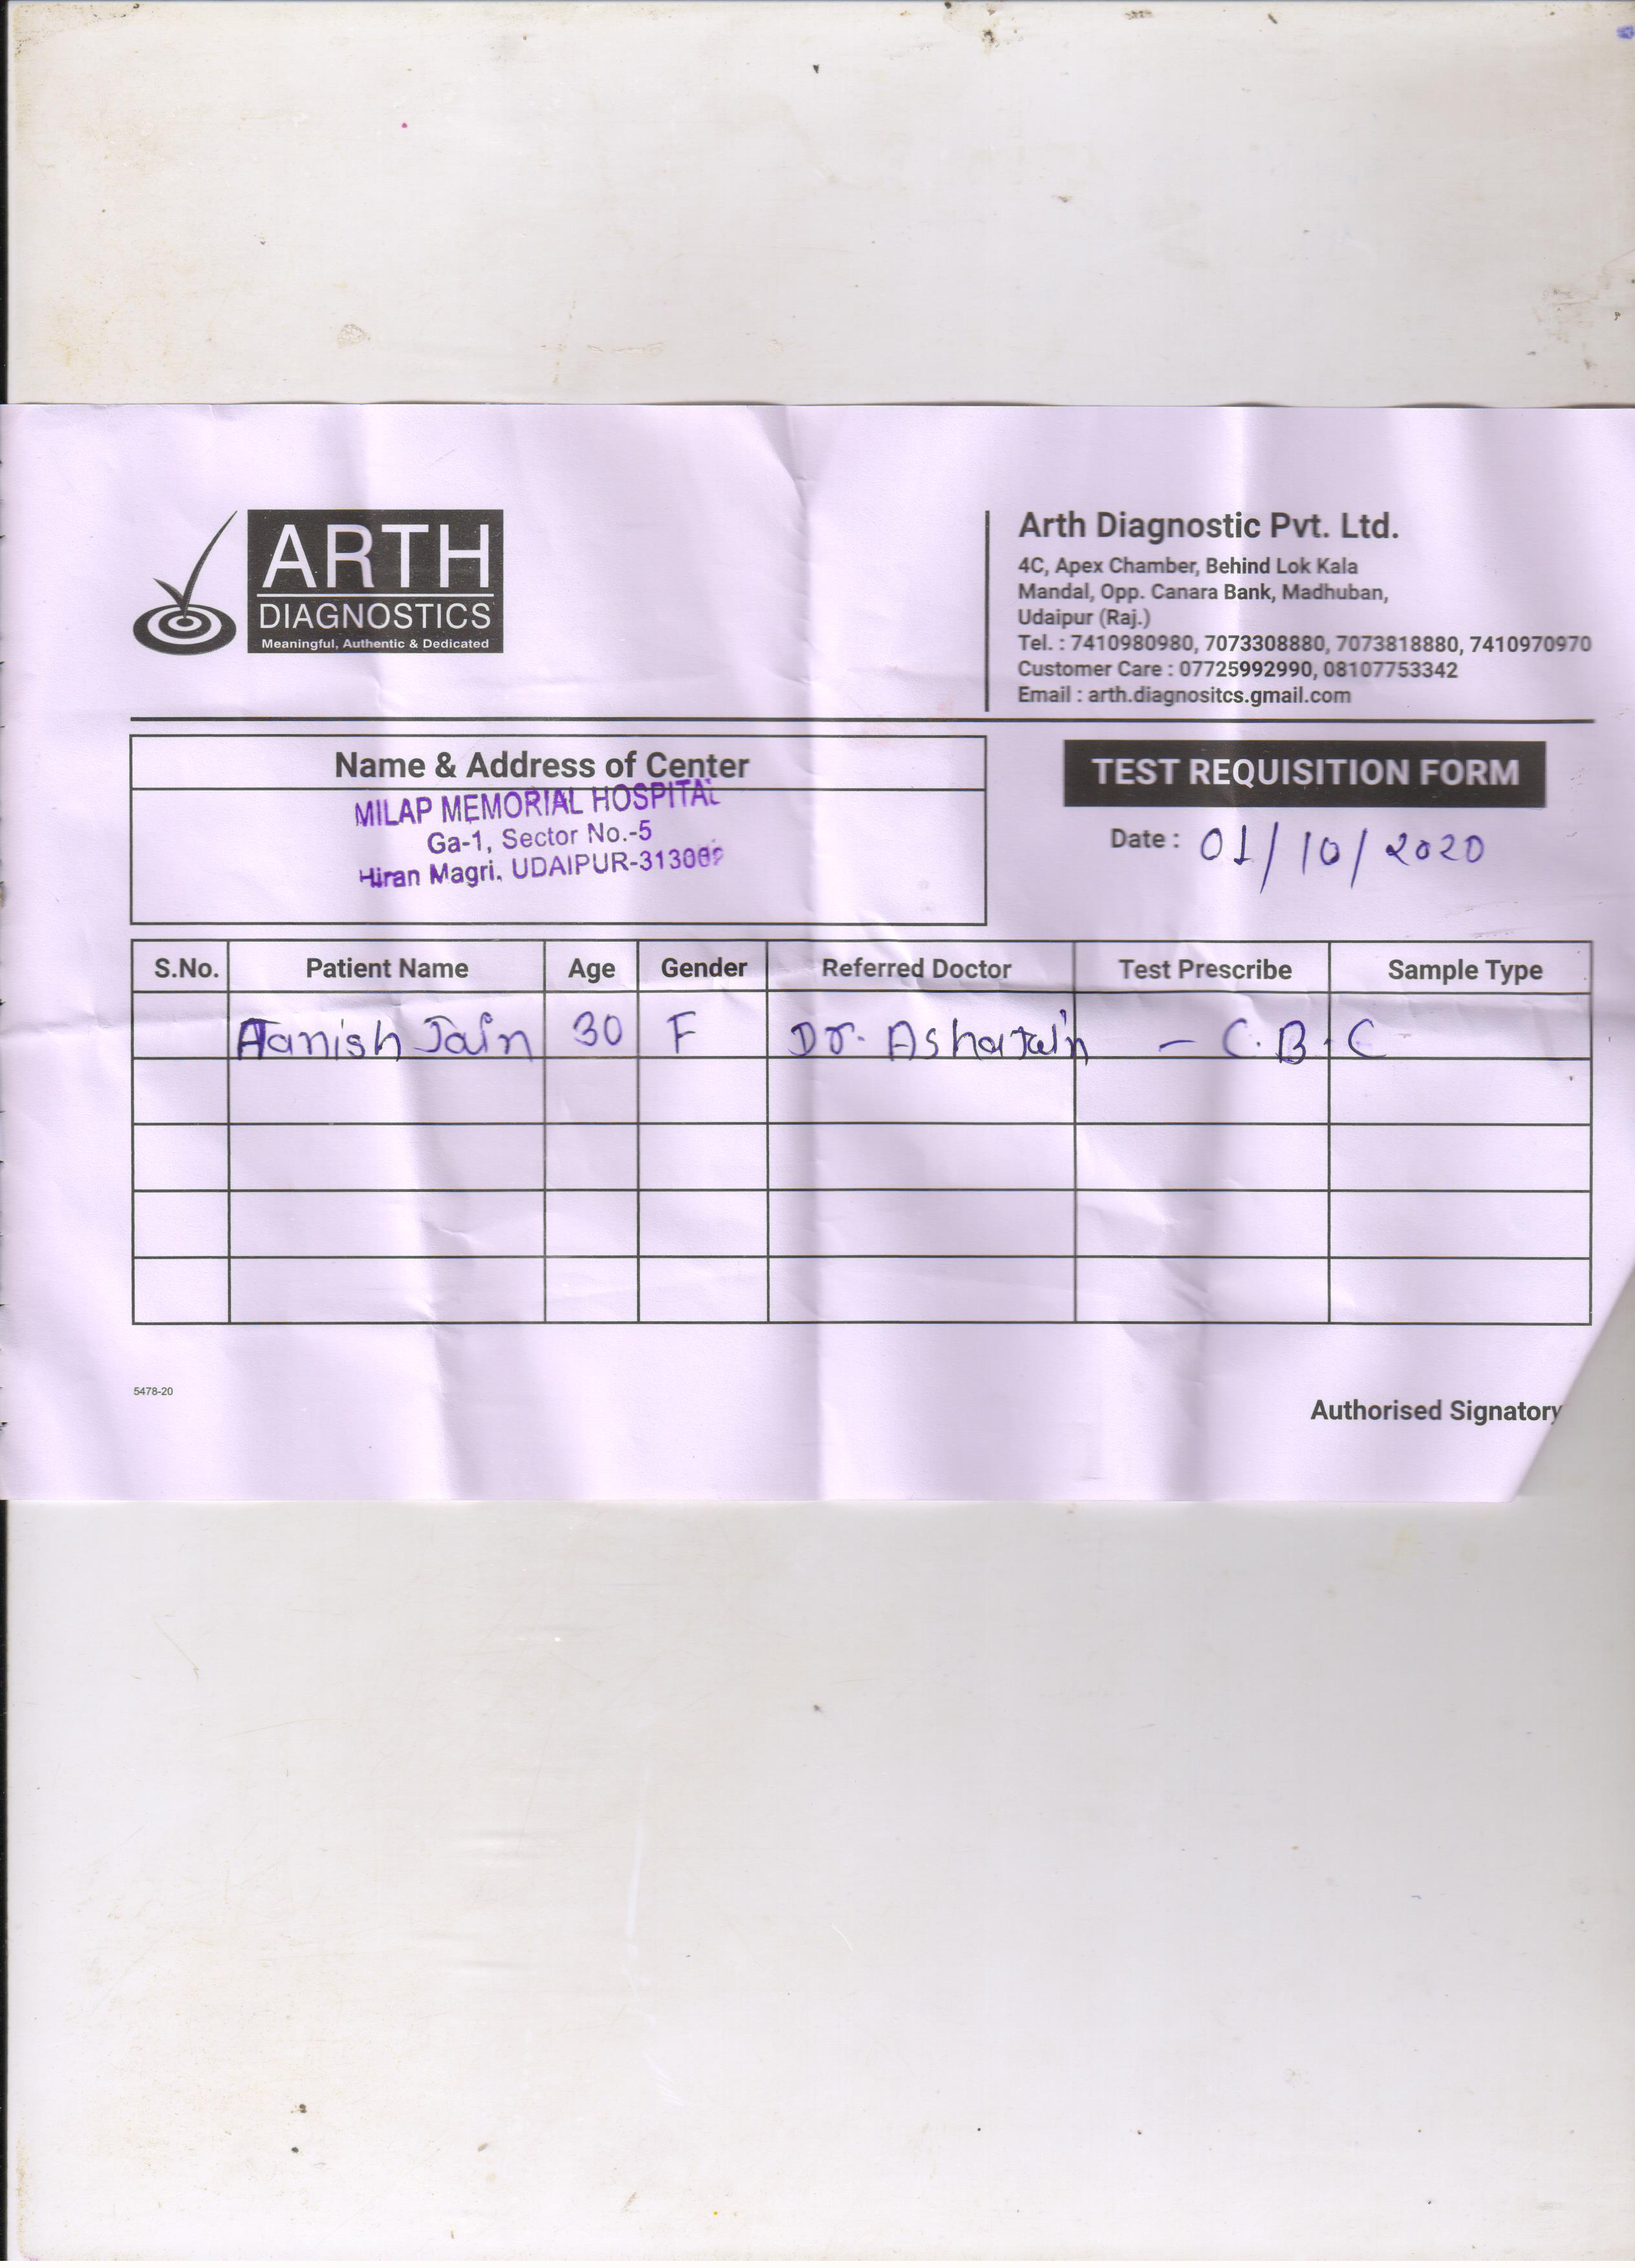 ARTH
DIAGNOSTICS
Meaningful, Authentic & Dedicated
Arth Diagnostic Pvt. Ltd.
4C, Apex Chamber, Behind Lok Kala
Mandal, Opp. Canara Bank, Madhuban,
Udaipur (Raj.)
Tel. : 7410980980, 7073308880, 7073818880, 7410970970
Customer Care : 07725992990, 08107753342
Email : arth.diagnositcs.gmail.com
Name & Address of Center
MILAP MEMORIAL HOSPITAL
Ga-1, Sector No.-5
Hiran Magri, UDAIPUR-
TEST REQUISITION FORM
Date : 01/10/2020
S.No. Patient Name Age Gender Referred Doctor Test Prescribe Sample Type
Jain 30 F Dr. Asha Jain - C.B.C
5478-20
Authorised Signatory